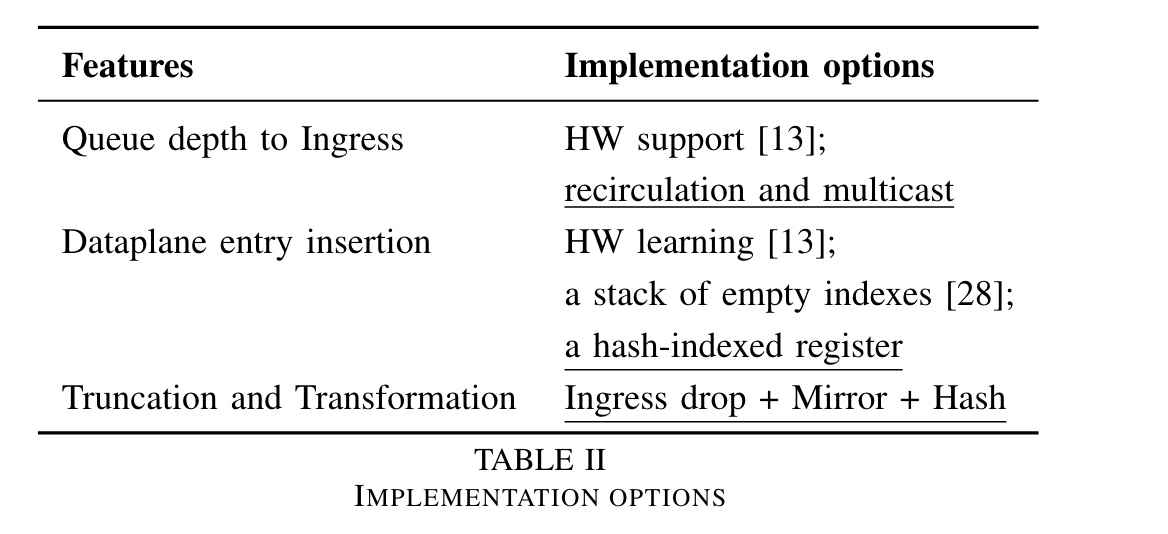 Features Implementation options
Queue depth to Ingress HW support [13];
recirculation and multicast
Dataplane entry insertion HW learning [13];
a stack of empty indexes [28];
a hash-indexed register
Truncation and Transformation Ingress drop + Mirror + Hash
TABLE II
IMPLEMENTATION OPTIONS